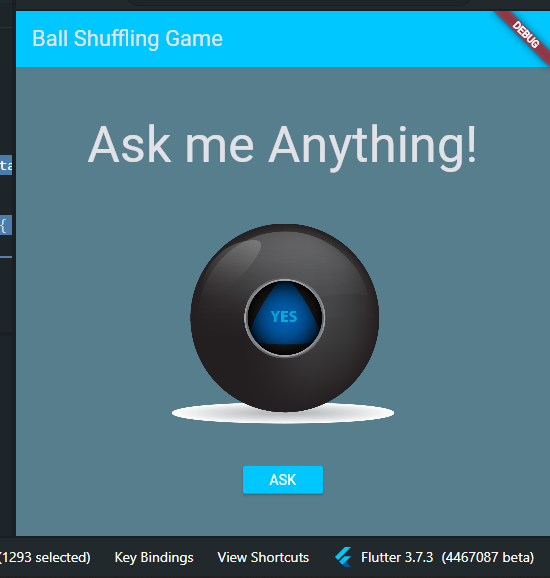 Ball Shuffling Game
DEBUG
Ask me Anything!
ta
{
YES
ASK
(1293 selected) Key Bindings View Shortcuts Flutter 3.7.3 (4467087 beta)